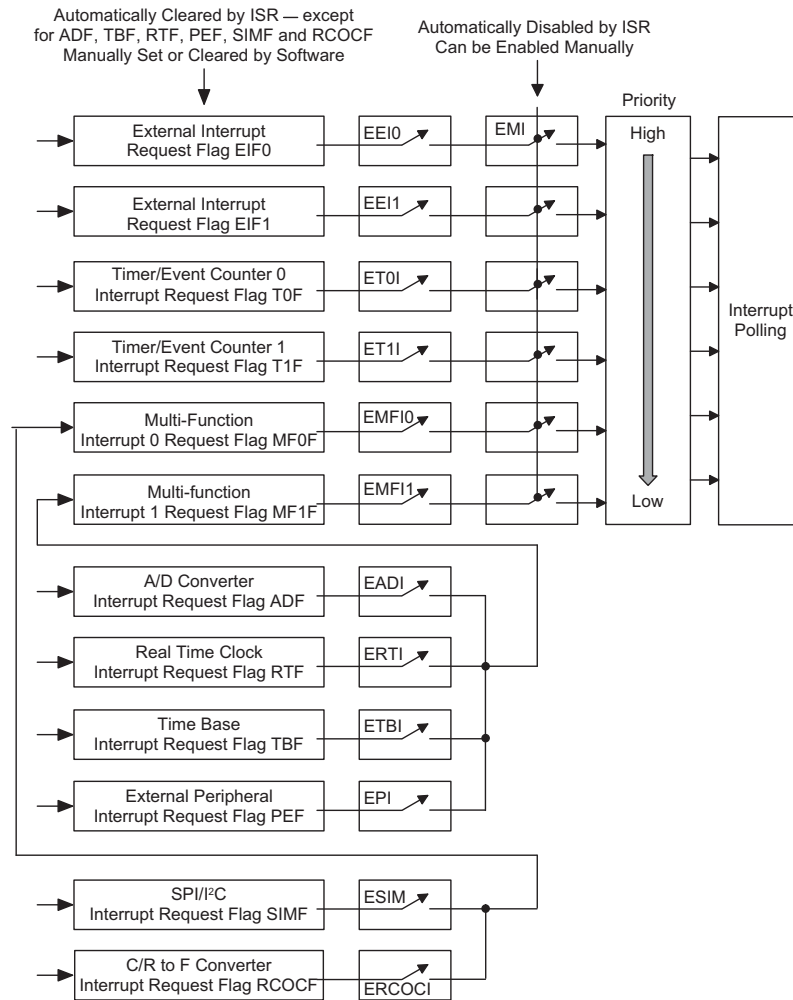 Automatically Cleared by ISR — except
for ADF, TBF, RTF, PEF, SIMF and RCOCF
Manually Set or Cleared by Software
Automatically Disabled by ISR
Can be Enabled Manually
Priority
External Interrupt
Request Flag EIF0
EEI0
EMI
High
External Interrupt
Request Flag EIF1
EEI1
Timer/Event Counter 0
Interrupt Request Flag T0F
ET0I
Interrupt
Polling
Timer/Event Counter 1
Interrupt Request Flag T1F
ET1I
Multi-Function
Interrupt 0 Request Flag MF0F
EMFI0
Multi-function
Interrupt 1 Request Flag MF1F
EMFI1
Low
A/D Converter
Interrupt Request Flag ADF
EADI
Real Time Clock
Interrupt Request Flag RTF
ERTI
Time Base
Interrupt Request Flag TBF
ETBI
External Peripheral
Interrupt Request Flag PEF
EPI
SPI/I²C
Interrupt Request Flag SIMF
ESIM
C/R to F Converter
Interrupt Request Flag RCOCF
ERCOCI